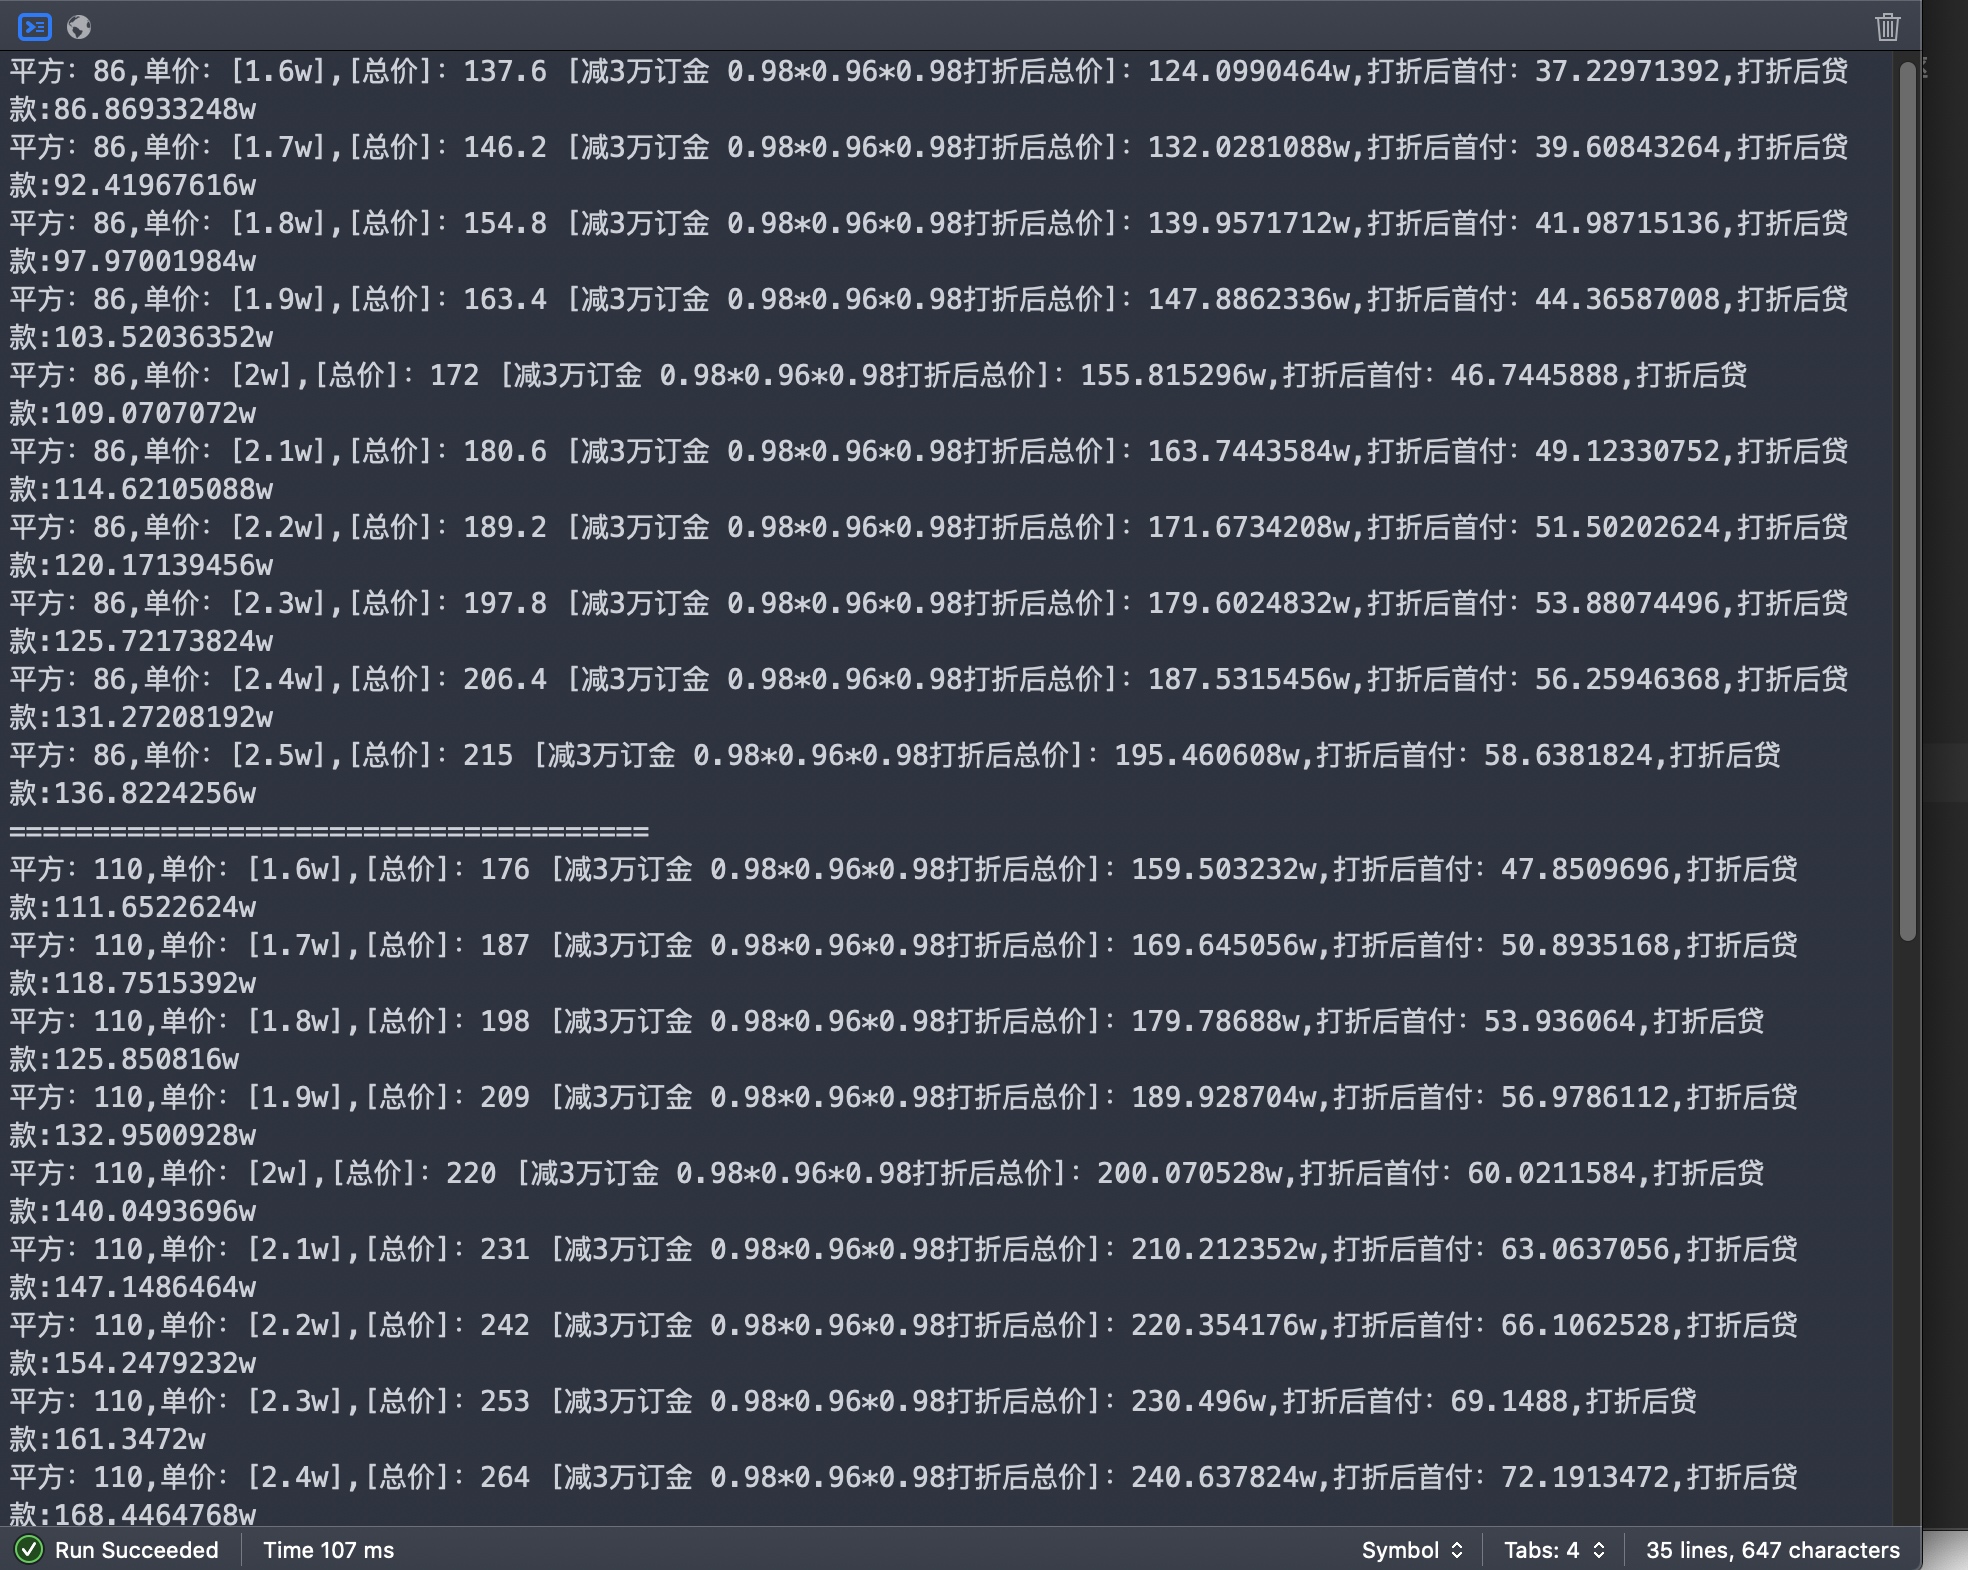 平方：86,单价：[1.6w],[总价]：137.6 [减3万订金 0.98*0.96*0.98打折后总价]：124.0990464w,打折后首付：37.22971392,打折后贷
款:86.86933248w
平方：86,单价：[1.7w],[总价]：146.2 [减3万订金 0.98*0.96*0.98打折后总价]：132.0281088w,打折后首付：39.60843264,打折后贷
款:92.41967616w
平方：86,单价：[1.8w],[总价]：154.8 [减3万订金 0.98*0.96*0.98打折后总价]：139.9571712w,打折后首付：41.98715136,打折后贷
款:97.97001984w
平方：86,单价：[1.9w],[总价]：163.4 [减3万订金 0.98*0.96*0.98打折后总价]：147.8862336w,打折后首付：44.36587008,打折后贷
款:103.52036352w
平方：86,单价：[2w],[总价]：172 [减3万订金 0.98*0.96*0.98打折后总价]：155.815296w,打折后首付：46.7445888,打折后贷
款:109.0707072w
平方：86,单价：[2.1w],[总价]：180.6 [减3万订金 0.98*0.96*0.98打折后总价]：163.7443584w,打折后首付：49.12330752,打折后贷
款:114.62105088w
平方：86,单价：[2.2w],[总价]：189.2 [减3万订金 0.98*0.96*0.98打折后总价]：171.6734208w,打折后首付：51.50202624,打折后贷
款:120.17139456w
平方：86,单价：[2.3w],[总价]：197.8 [减3万订金 0.98*0.96*0.98打折后总价]：179.6024832w,打折后首付：53.88074496,打折后贷
款:125.72173824w
平方：86,单价：[2.4w],[总价]：206.4 [减3万订金 0.98*0.96*0.98打折后总价]：187.5315456w,打折后首付：56.25946368,打折后贷
款:131.27208192w
平方：86,单价：[2.5w],[总价]：215 [减3万订金 0.98*0.96*0.98打折后总价]：195.460608w,打折后首付：58.6381824,打折后贷
款:136.8224256w
======================================
平方：110,单价：[1.6w],[总价]：176 [减3万订金 0.98*0.96*0.98打折后总价]：159.503232w,打折后首付：47.8509696,打折后贷
款:111.6522624w
平方：110,单价：[1.7w],[总价]：187 [减3万订金 0.98*0.96*0.98打折后总价]：169.645056w,打折后首付：50.8935168,打折后贷
款:118.7515392w
平方：110,单价：[1.8w],[总价]：198 [减3万订金 0.98*0.96*0.98打折后总价]：179.78688w,打折后首付：53.936064,打折后贷
款:125.850816w
平方：110,单价：[1.9w],[总价]：209 [减3万订金 0.98*0.96*0.98打折后总价]：189.928704w,打折后首付：56.9786112,打折后贷
款:132.9500928w
平方：110,单价：[2w],[总价]：220 [减3万订金 0.98*0.96*0.98打折后总价]：200.070528w,打折后首付：60.0211584,打折后贷
款:140.0493696w
平方：110,单价：[2.1w],[总价]：231 [减3万订金 0.98*0.96*0.98打折后总价]：210.212352w,打折后首付：63.0637056,打折后贷
款:147.1486464w
平方：110,单价：[2.2w],[总价]：242 [减3万订金 0.98*0.96*0.98打折后总价]：220.354176w,打折后首付：66.1062528,打折后贷
款:154.2479232w
平方：110,单价：[2.3w],[总价]：253 [减3万订金 0.98*0.96*0.98打折后总价]：230.496w,打折后首付：69.1488,打折后贷
款:161.3472w
平方：110,单价：[2.4w],[总价]：264 [减3万订金 0.98*0.96*0.98打折后总价]：240.637824w,打折后首付：72.1913472,打折后贷
款:168.4464768w
Run Succeeded Time 107 ms Symbol Tabs: 4 35 lines, 647 characters